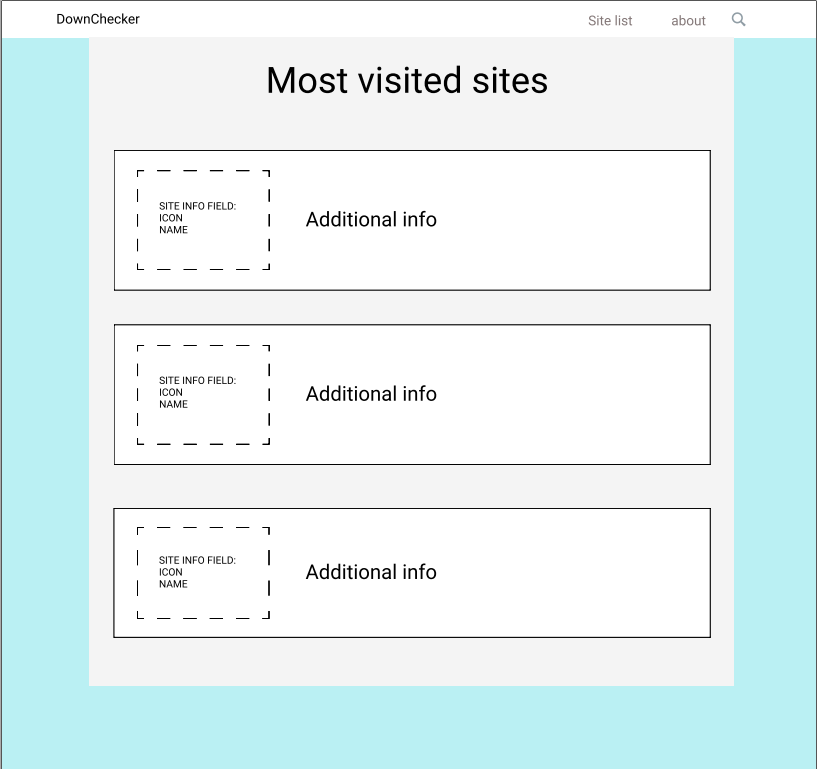 DownChecker
Site list
about
Most visited sites
SITE INFO FIELD:
ICON
NAME
Additional info
SITE INFO FIELD:
ICON
NAME
Additional info
SITE INFO FIELD:
ICON
NAME
Additional info